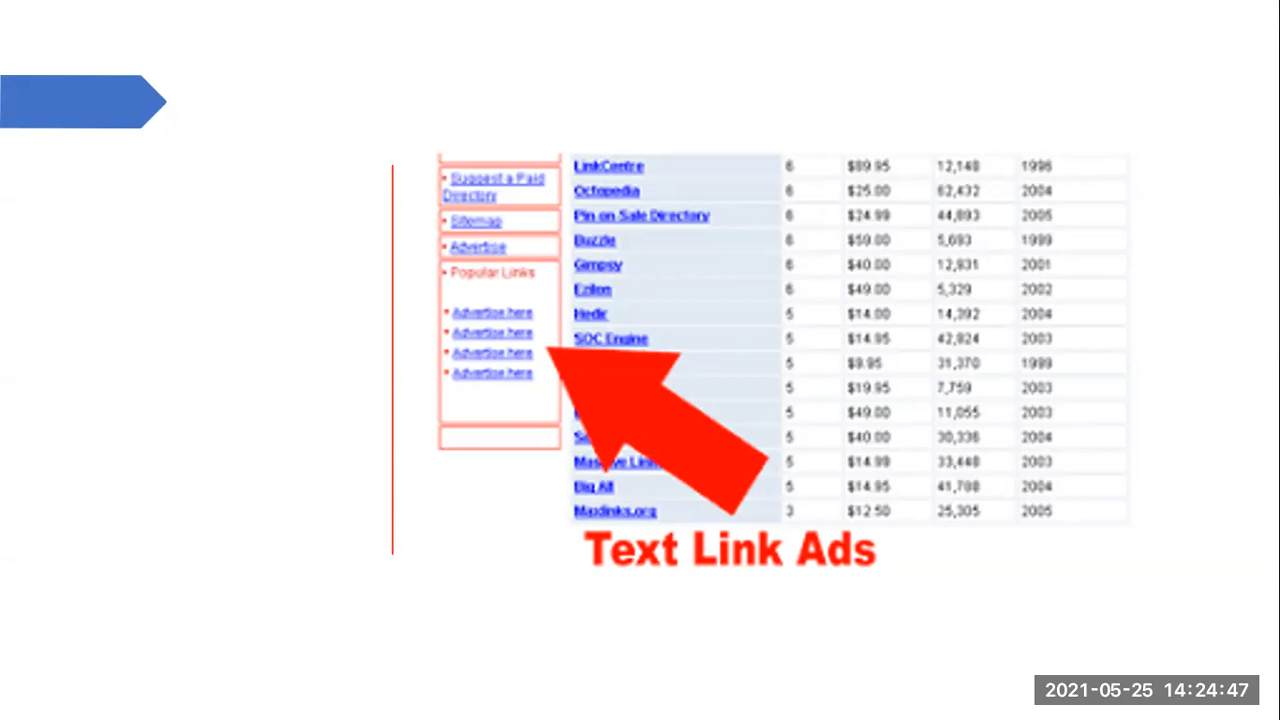 • Suggest a Paid
Directory
• Sitemap
• Advertise
• Popular Links
• Advertise here
• Advertise here
• Advertise here
• Advertise here
LinkCentre 6 $89.95 12,148 1996
Octopedia 6 $25.00 62,432 2004
Pin on Sale Directory 6 $24.99 44,893 2005
Buzzle 6 $59.00 5,693 1999
Gimpsy 6 $40.00 12,931 2001
Ezilon 6 $49.00 5,329 2002
Hedir 5 $14.00 14,392 2004
SOC Engine 5 $14.95 42,924 2003
5 $9.95 31,370 1999
5 $19.95 7,759 2003
5 $49.00 11,055 2003
5 $40.00 30,336 2004
5 $14.99 33,448 2003
Big All 5 $14.95 41,788 2004
Maxlinks.org 3 $12.50 25,305 2005
Text Link Ads
2021-05-25 14:24:47